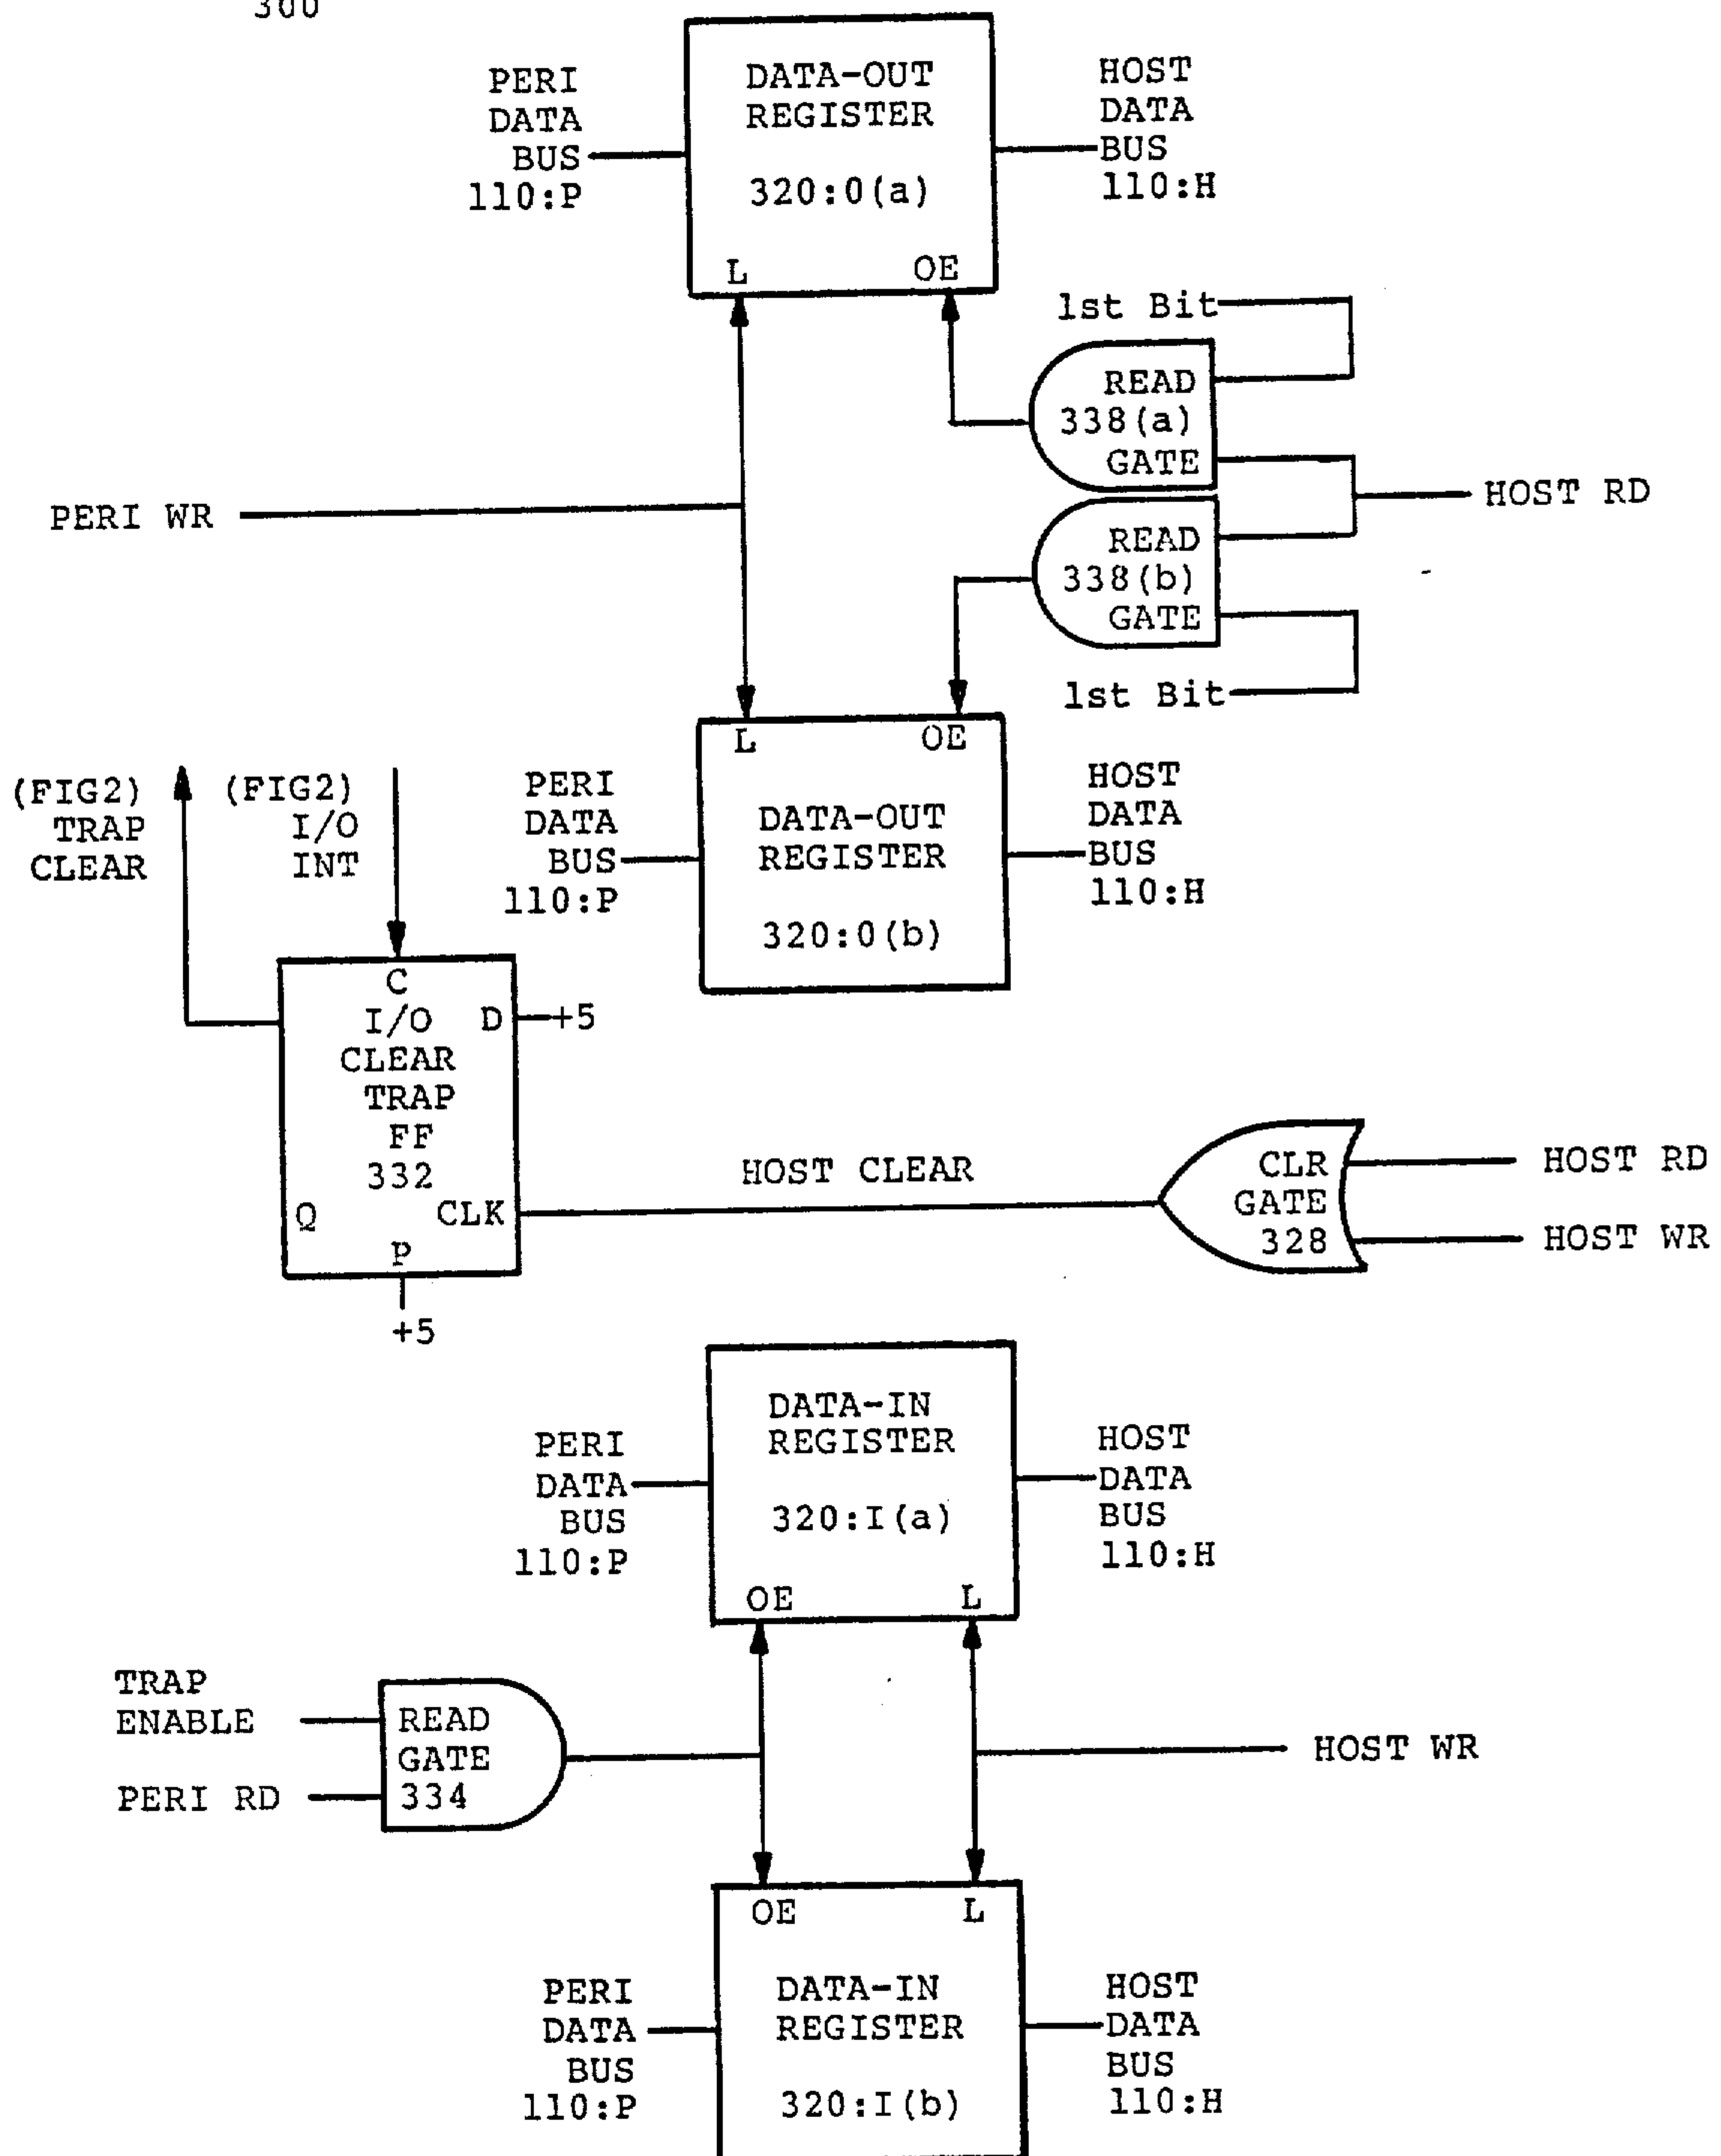 300
PERI
DATA
BUS
110:P
DATA-OUT
REGISTER
320:0(a)
L
OE
HOST
DATA
BUS
110:H
1st Bit
READ
338(a)
GATE
HOST RD
PERI WR
READ
338(b)
GATE
1st Bit
L
OE
(FIG2)
TRAP
CLEAR
(FIG2)
I/O
INT
PERI
DATA
BUS
110:P
DATA-OUT
REGISTER
320:0(b)
HOST
DATA
BUS
110:H
C
I/O
CLEAR
TRAP
FF
332
D
+5
Q
CLK
P
+5
HOST CLEAR
CLR
GATE
328
HOST RD
HOST WR
PERI
DATA
BUS
110:P
DATA-IN
REGISTER
320:I(a)
OE
L
HOST
DATA
BUS
110:H
TRAP
ENABLE
PERI RD
READ
GATE
334
HOST WR
OE
L
PERI
DATA
BUS
110:P
DATA-IN
REGISTER
320:I(b)
HOST
DATA
BUS
110:H